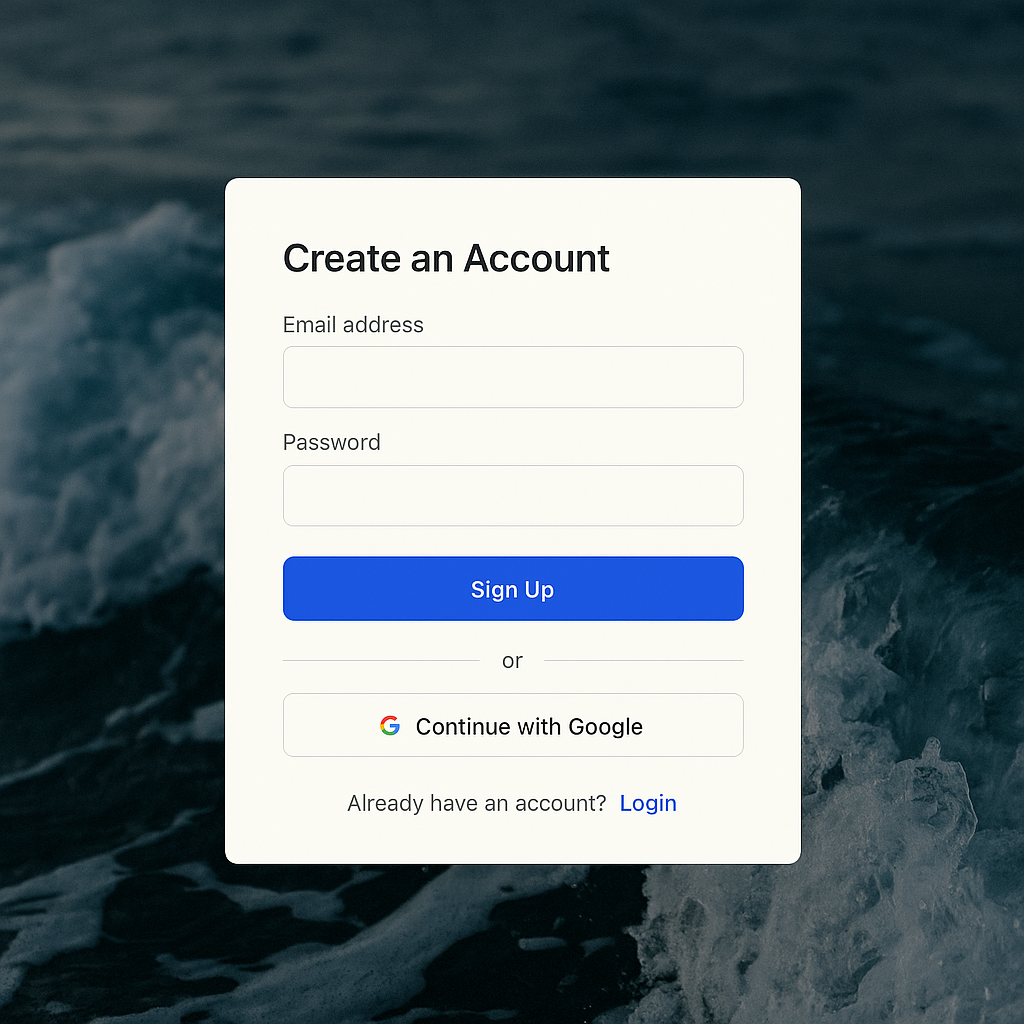 Create an Account
Email address
Password
Sign Up
or
Continue with Google
Already have an account? Login